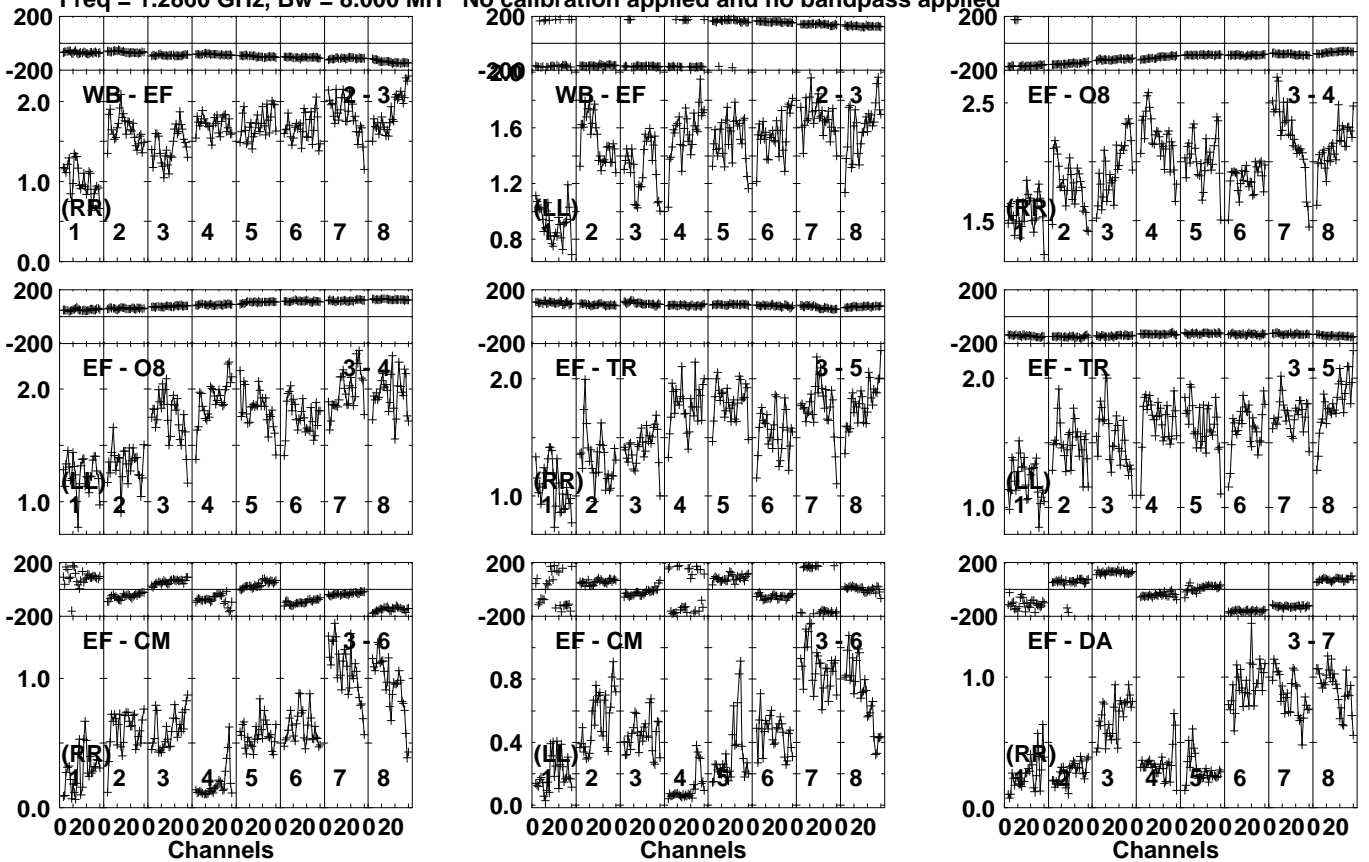 Freq = 1.2860 GHz, Bw = 8.000 MH No calibration applied and no bandpass applied
200 200 200
-200 -200 -200
WB - EF 2 - 3 WB - EF 2 - 3 EF - O8 3 - 4
2.0 2.0 2.5
1.6
1.0 1.2 1.5
(RR) (LL) (RR)
1 2 3 4 5 6 7 8 1 2 3 4 5 6 7 8 1 2 3 4 5 6 7 8
0.0 0.8
200 200 200
-200 -200 -200
EF - O8 3 - 4 EF - TR 3 - 5 EF - TR 3 - 5
2.0 2.0 2.0
(LL) (RR) (LL)
1.0 1.0 1.0
1 2 3 4 5 6 7 8 1 2 3 4 5 6 7 8 1 2 3 4 5 6 7 8
200 200 200
-200 -200 -200
EF - CM 3 - 6 EF - CM 3 - 6 EF - DA 3 - 7
1.0 0.8 1.0
0.4
(RR) (LL) (RR)
1 2 3 4 5 6 7 8 1 2 3 4 5 6 7 8 1 2 3 4 5 6 7 8
0.0 0.0 0.0
0 20 0 20 0 20 0 20 0 20 0 20 0 20 0 20 0 20 0 20 0 20 0 20 0 20 0 20 0 20 0 20 0 20 0 20 0 20 0 20 0 20 0 20 0 20 0 20
Channels Channels Channels